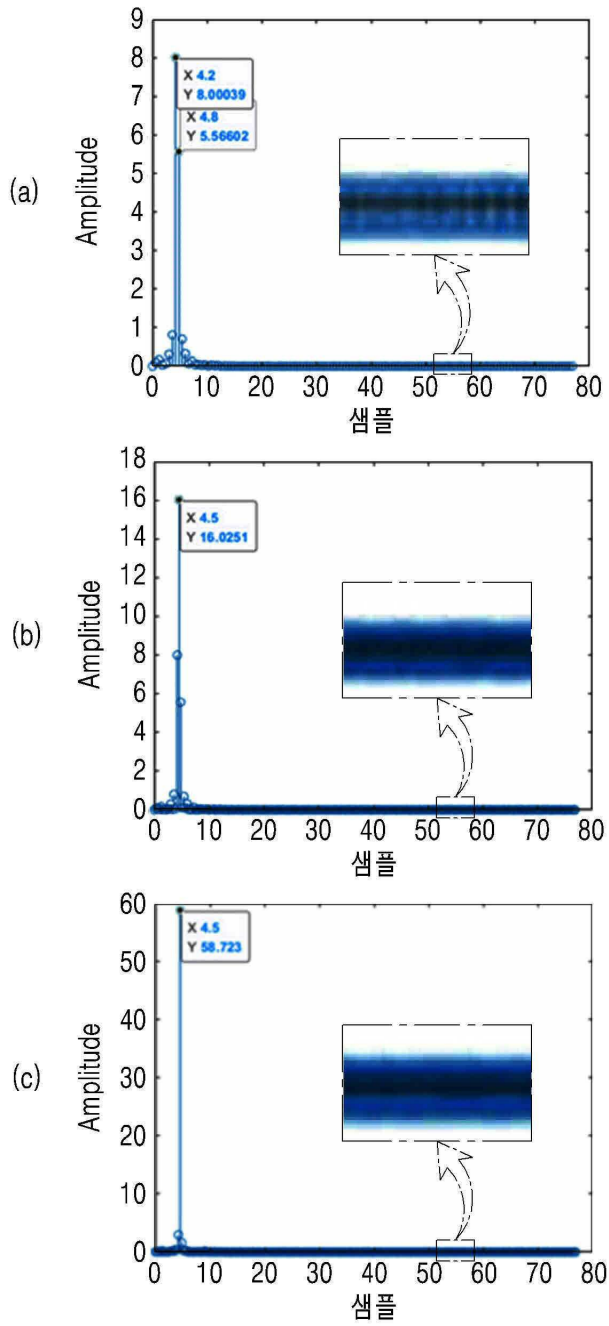 (a)
Amplitude
9
8
7
6
5
4
3
2
1
0
X 4.2
Y 8.00039
X 4.8
Y 5.56602
0 10 20 30 40 50 60 70 80
샘플
(b)
Amplitude
18
16
14
12
10
8
6
4
2
0
X 4.5
Y 16.0251
0 10 20 30 40 50 60 70 80
샘플
(c)
Amplitude
60
50
40
30
20
10
0
X 4.5
Y 58.723
0 10 20 30 40 50 60 70 80
샘플